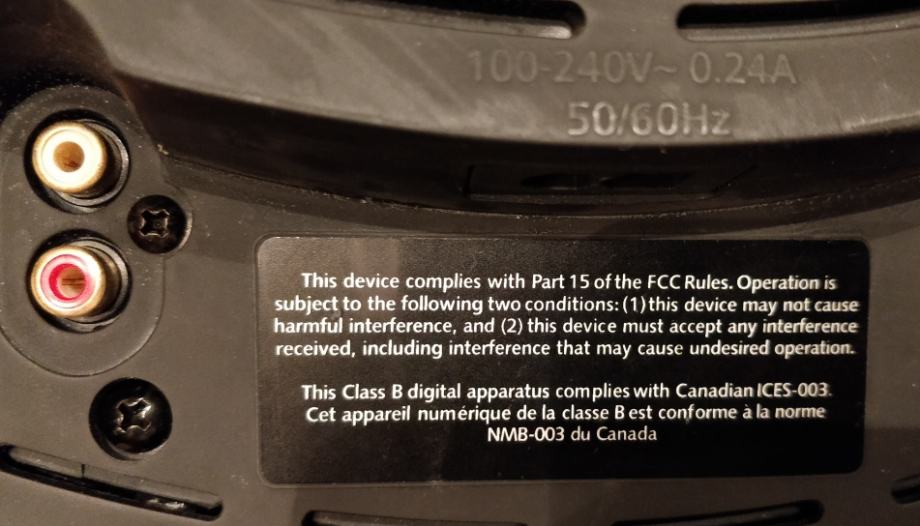 100-240V~ 0.24A
50/60Hz
This device complies with Part 15 of the FCC Rules. Operation is
subject to the following two conditions: (1) this device may not cause
harmful interference, and (2) this device must accept any interference
received, including interference that may cause undesired operation.
This Class B digital apparatus complies with Canadian ICES-003.
Cet appareil numérique de la classe B est conforme à la norme
NMB-003 du Canada